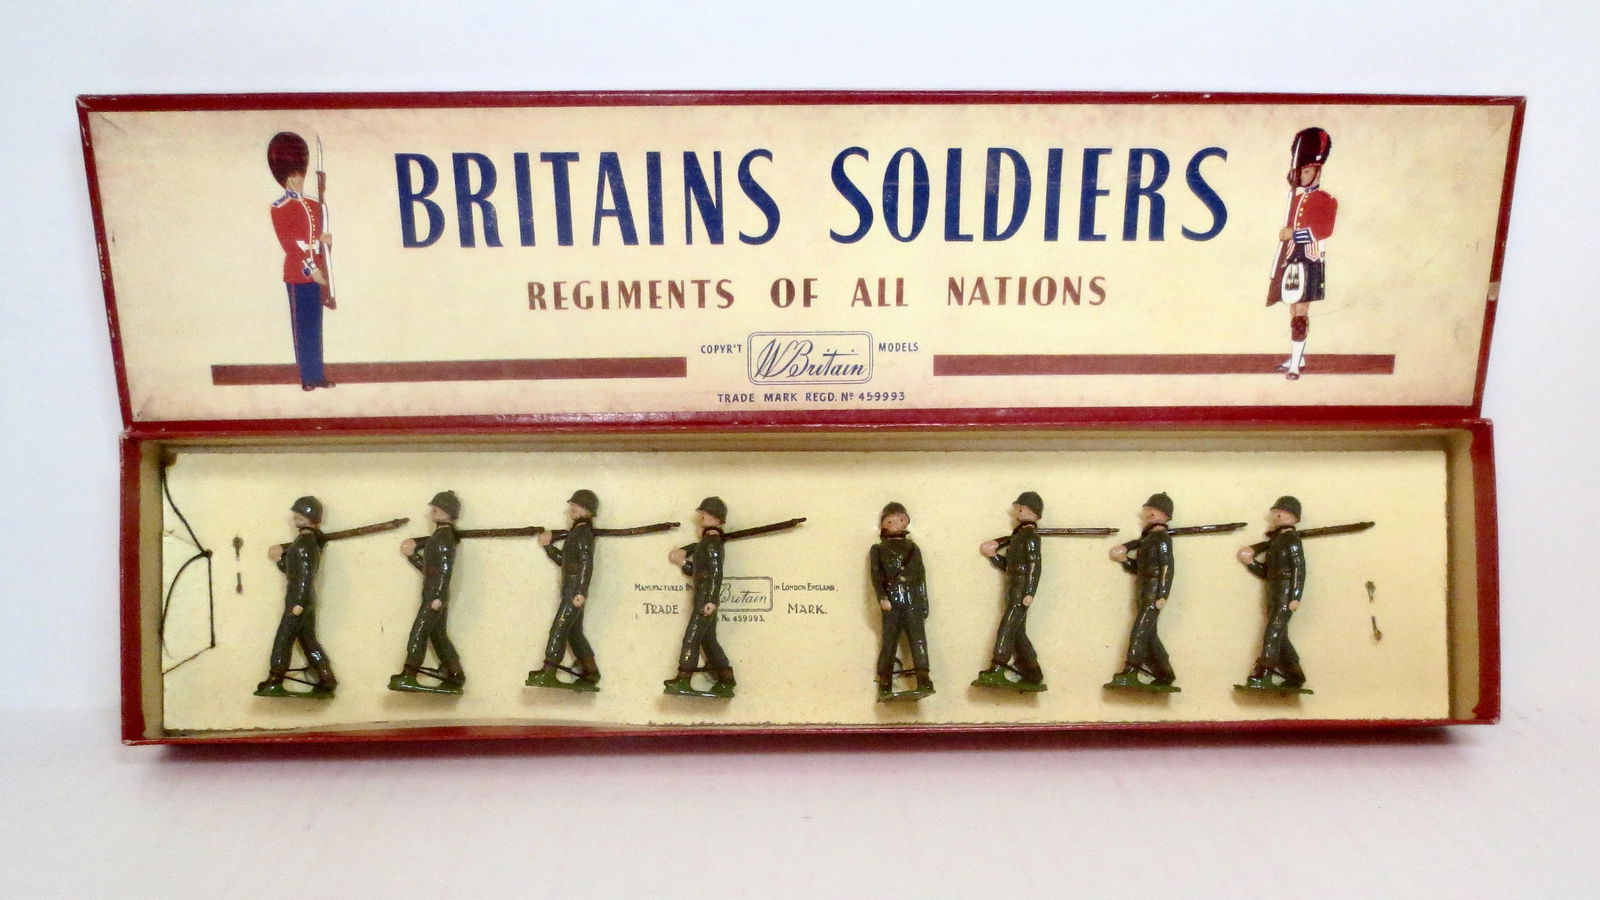 BRITAINS SOLDIERS
REGIMENTS OF ALL NATIONS
COPYR'T W Britain MODELS
TRADE MARK REGD. Nº 459993
MANUFACTURED BY Britain IN LONDON ENGLAND.
TRADE MARK.
No 459993.